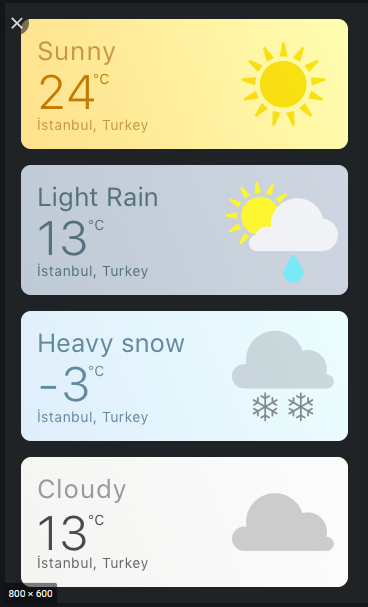 Sunny
24°C
İstanbul, Turkey
Light Rain
13°C
İstanbul, Turkey
Heavy snow
-3°C
İstanbul, Turkey
Cloudy
13°C
İstanbul, Turkey
800 × 600